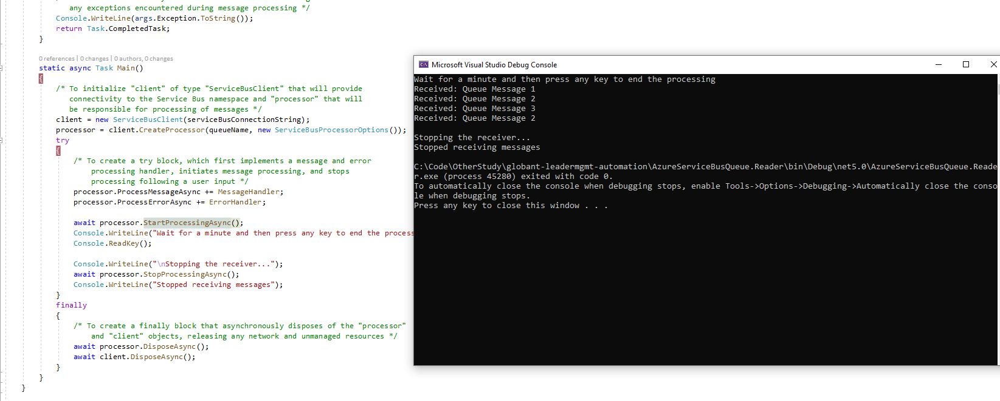 any exceptions encountered during message processing */
Console.WriteLine(args.Exception.ToString());
return Task.CompletedTask;
}
0 references | 0 changes | 0 authors, 0 changes
static async Task Main()
{
/* To initialize "client" of type "ServiceBusClient" that will provide
connectivity to the Service Bus namespace and "processor" that will
be responsible for processing of messages */
client = new ServiceBusClient(serviceBusConnectionString);
processor = client.CreateProcessor(queueName, new ServiceBusProcessorOptions());
try
{
/* To create a try block, which first implements a message and error
processing handler, initiates message processing, and stops
processing following a user input */
processor.ProcessMessageAsync += MessageHandler;
processor.ProcessErrorAsync += ErrorHandler;
await processor.StartProcessingAsync();
Console.WriteLine("Wait for a minute and then press any key to end the process
Console.ReadKey();
Console.WriteLine("\nStopping the receiver...");
await processor.StopProcessingAsync();
Console.WriteLine("Stopped receiving messages");
}
finally
{
/* To create a finally block that asynchronously disposes of the "processor"
and "client" objects, releasing any network and unmanaged resources */
await processor.DisposeAsync();
await client.DisposeAsync();
}
}
}
Microsoft Visual Studio Debug Console
Wait for a minute and then press any key to end the processing
Received: Queue Message 1
Received: Queue Message 2
Received: Queue Message 3
Received: Queue Message 2
Stopping the receiver...
Stopped receiving messages
C:\Code\OtherStudy\globant-leadermgmt-automation\AzureServiceBusQueue.Reader\bin\Debug\net5.0\AzureServiceBusQueue.Reade
r.exe (process 45280) exited with code 0.
To automatically close the console when debugging stops, enable Tools->Options->Debugging->Automatically close the conso
le when debugging stops.
Press any key to close this window . . .